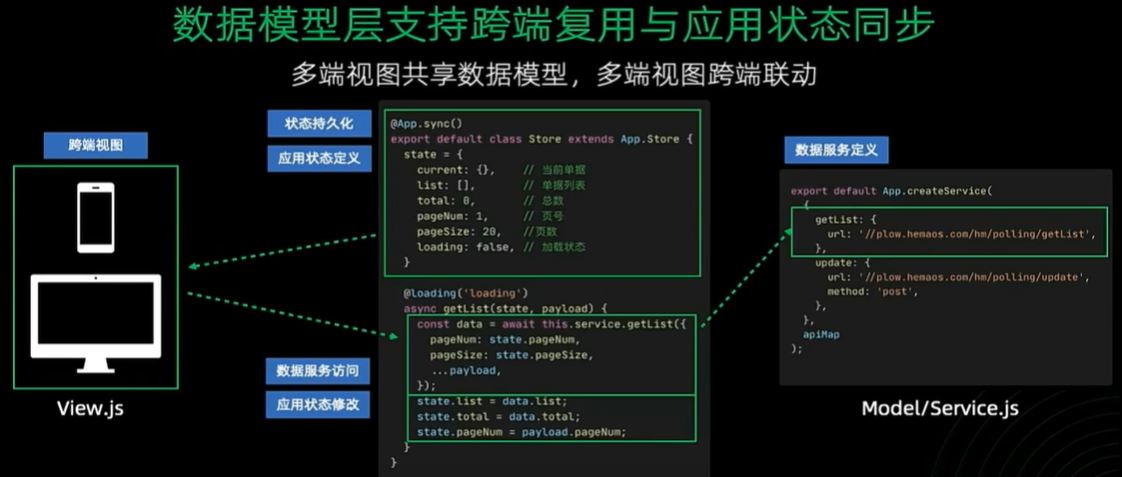 数据模型层支持跨端复用与应用状态同步
多端视图共享数据模型，多端视图跨端联动
跨端视图
View.js
状态持久化
应用状态定义
@App.sync()
export default class Store extends App.Store {
state = {
current: {}, // 当前单据
list: [], // 单据列表
total: 0, // 总数
pageNum: 1, // 页号
pageSize: 20, //页数
loading: false, // 加载状态
}
@loading('loading')
async getList(state, payload) {
const data = await this.service.getList({
pageNum: state.pageNum,
pageSize: state.pageSize,
...payload,
});
state.list = data.list;
state.total = data.total;
state.pageNum = payload.pageNum;
}
}
数据服务访问
应用状态修改
数据服务定义
export default App.createService(
{
getList: {
url: '//plow.hemaos.com/hm/polling/getList',
},
update: {
url: '//plow.hemaos.com/hm/polling/update',
method: 'post',
},
},
apiMap
);
Model/Service.js